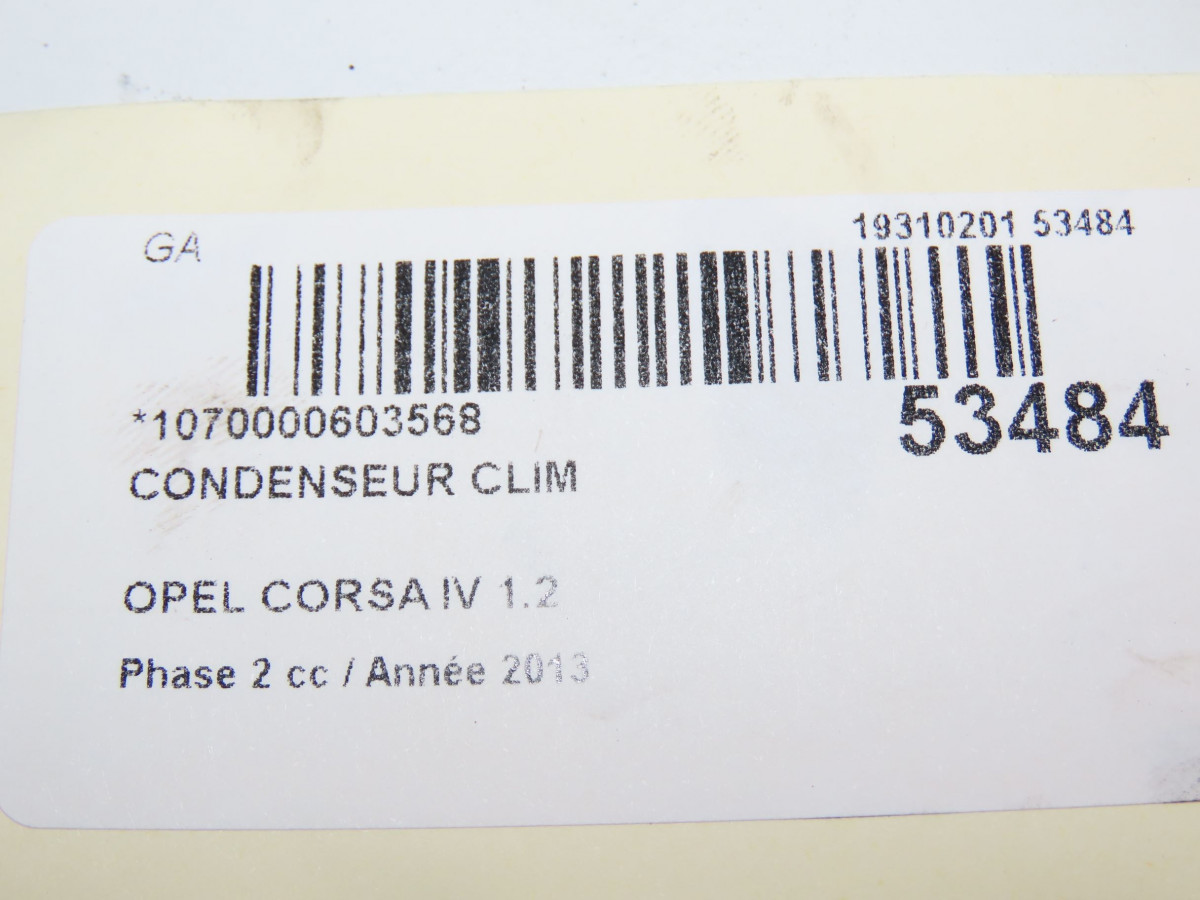 GA
19310201 53484
*1070000603568
53484
CONDENSEUR CLIM
OPEL CORSA IV 1.2
Phase 2 cc / Année 2013